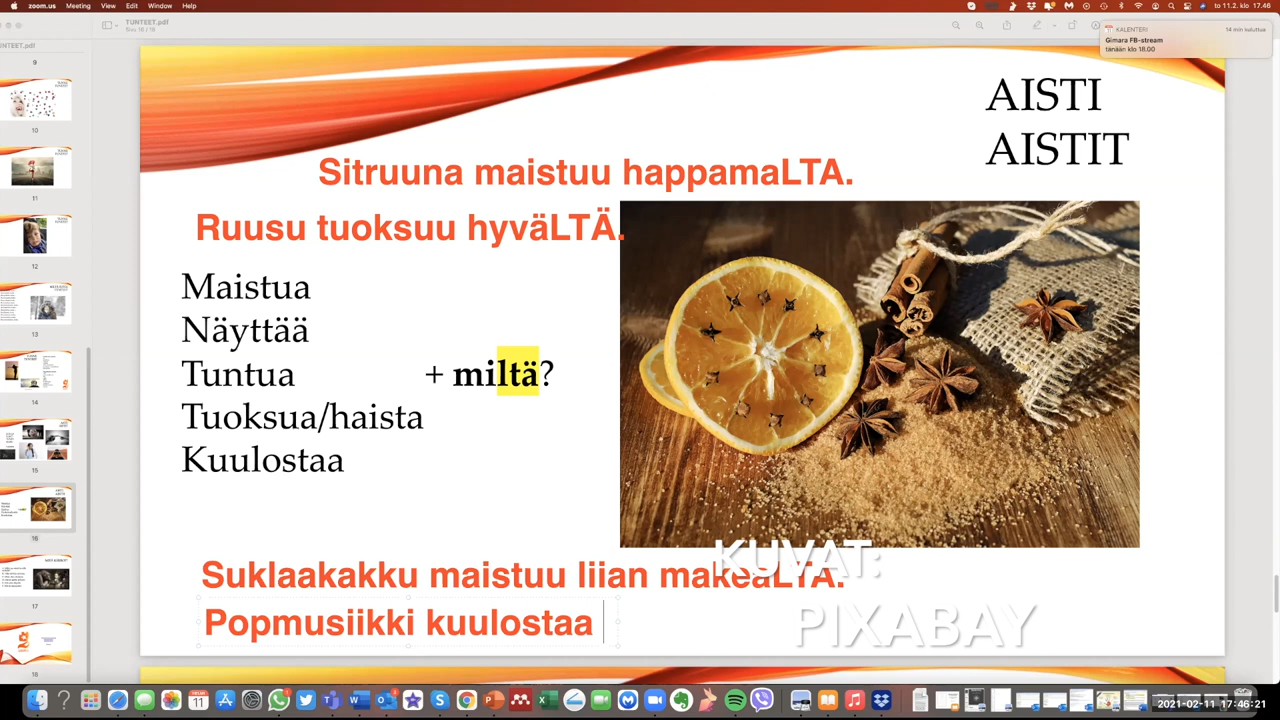 zoom.us Meeting View Edit Window Help
to 11.2. klo 17.46
TUNTEET.pdf
Sivu 16 / 18
KALENTERI 14 min kuluttua
Gimara FB-stream
tänään klo 18.00
9
10
11
12
13
14
15
16
17
18
AISTI
AISTIT
Sitruuna maistuu happamaLTA.
Ruusu tuoksuu hyväLTÄ.
Maistua
Näyttää
Tuntua + miltä?
Tuoksua/haista
Kuulostaa
KUVAT:
PIXABAY
Suklaakakku maistuu liian makeaLTA.
Popmusiikki kuulostaa
2021-02-11 17:46:21